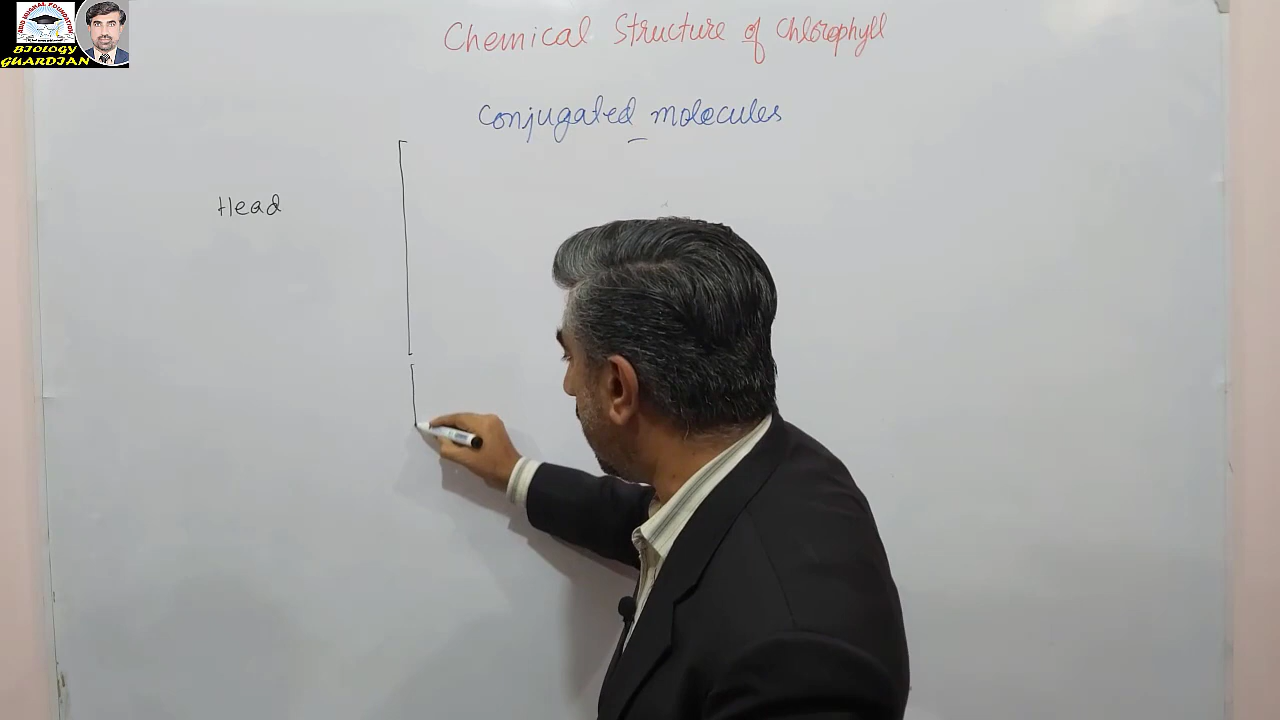 BIOLOGY
GUARDIAN
Chemical Structure of Chlorophyll
Conjugated molecules
Head